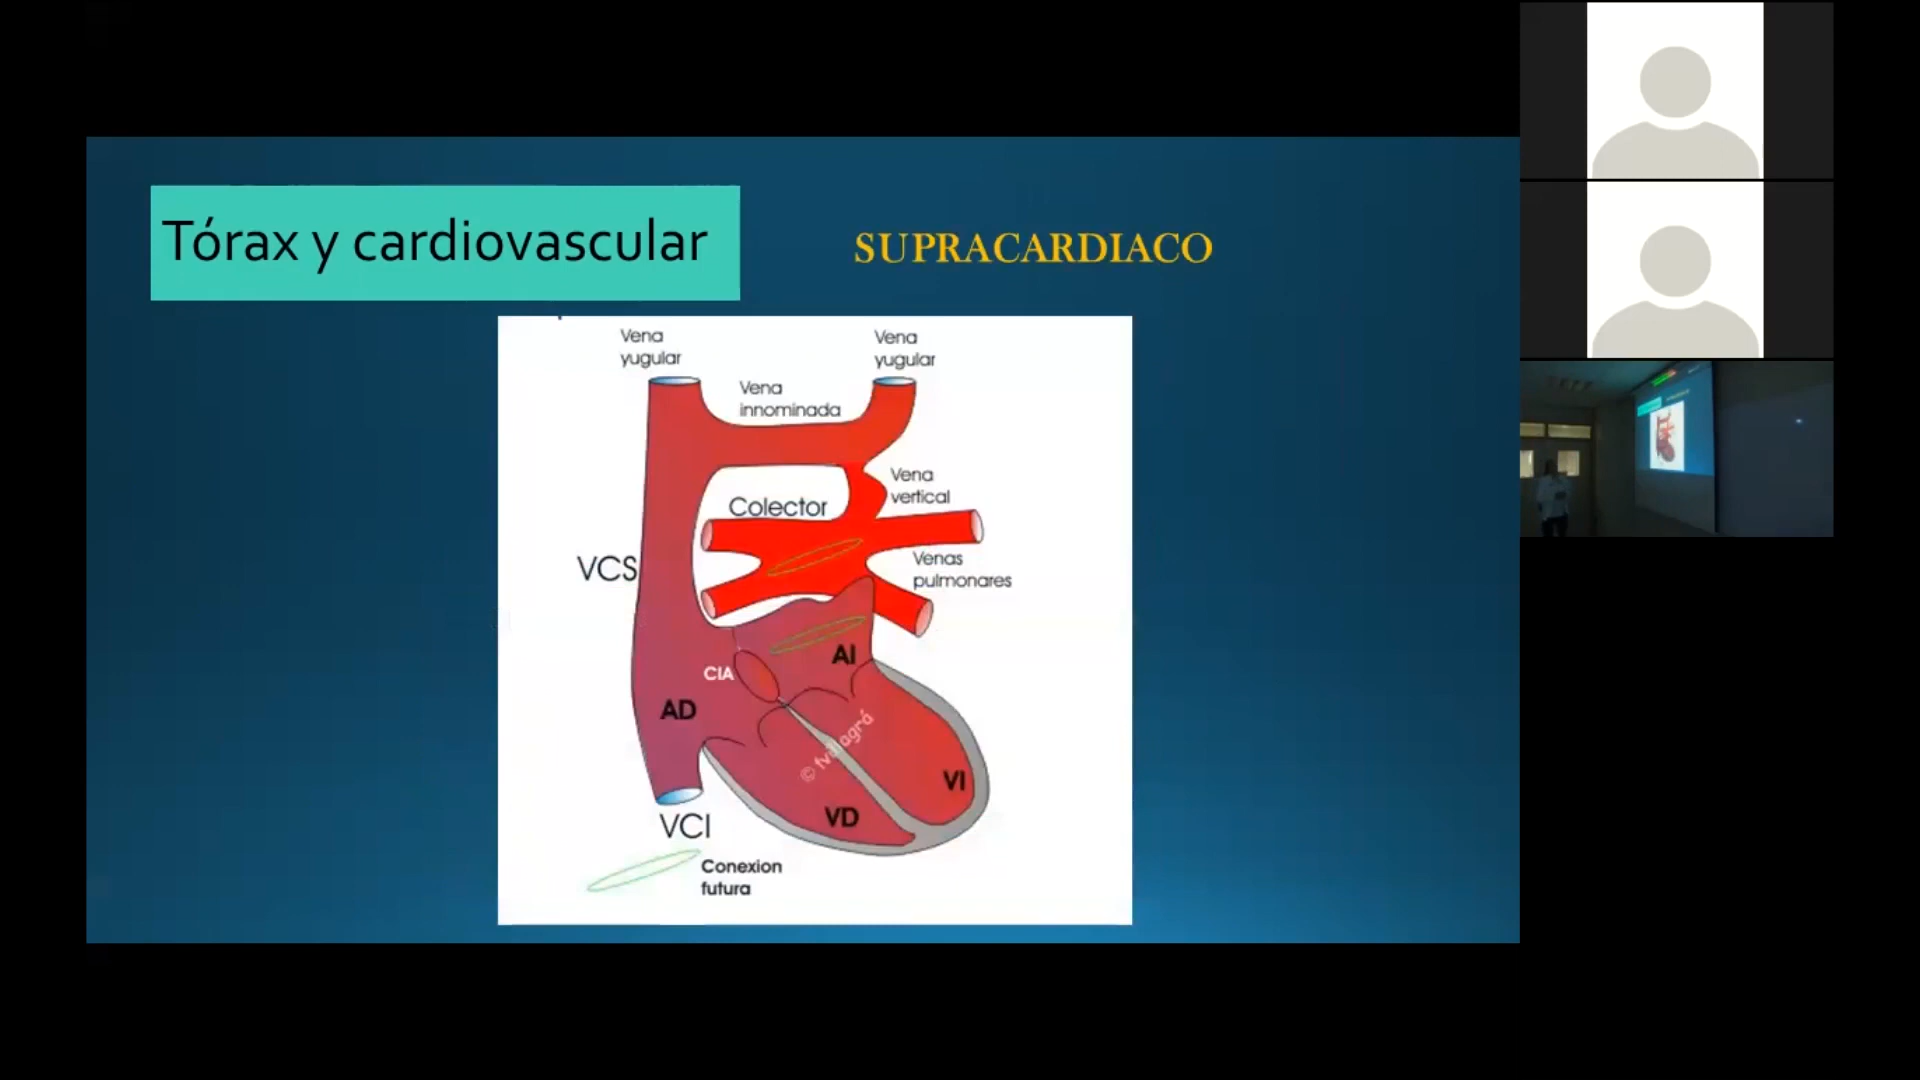 Tórax y cardiovascular
SUPRACARDIACO
Vena
yugular
Vena
yugular
Vena
innominada
Vena
vertical
Colector
VCS
Venas
pulmonares
AI
CIA
AD
VI
VD
VCI
Conexion
futura